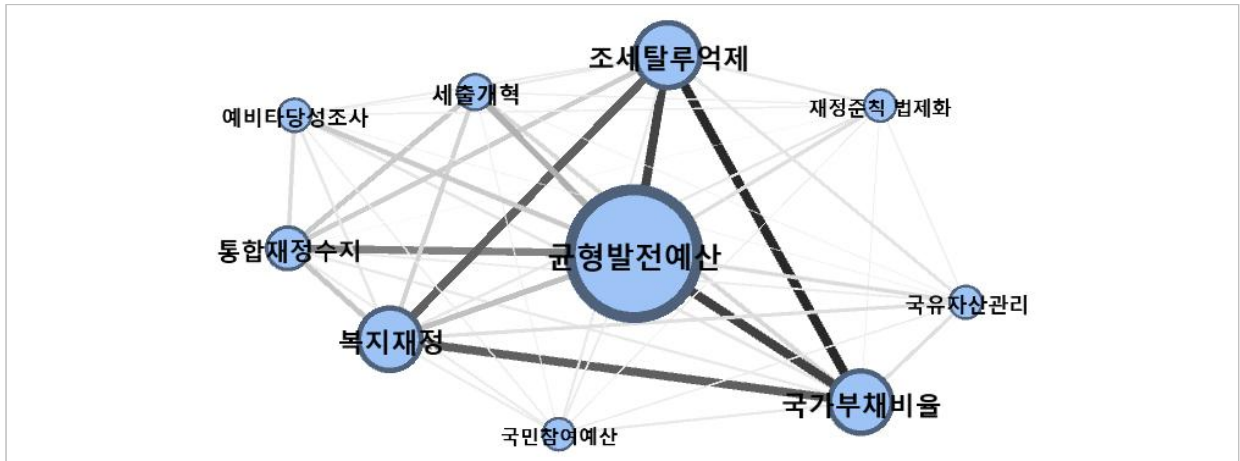 조세탈루억제
세출개혁
재정준칙 법제화
예비타당성조사
통합재정수지
균형발전예산
국유자산관리
복지재정
국가부채비율
국민참여예산